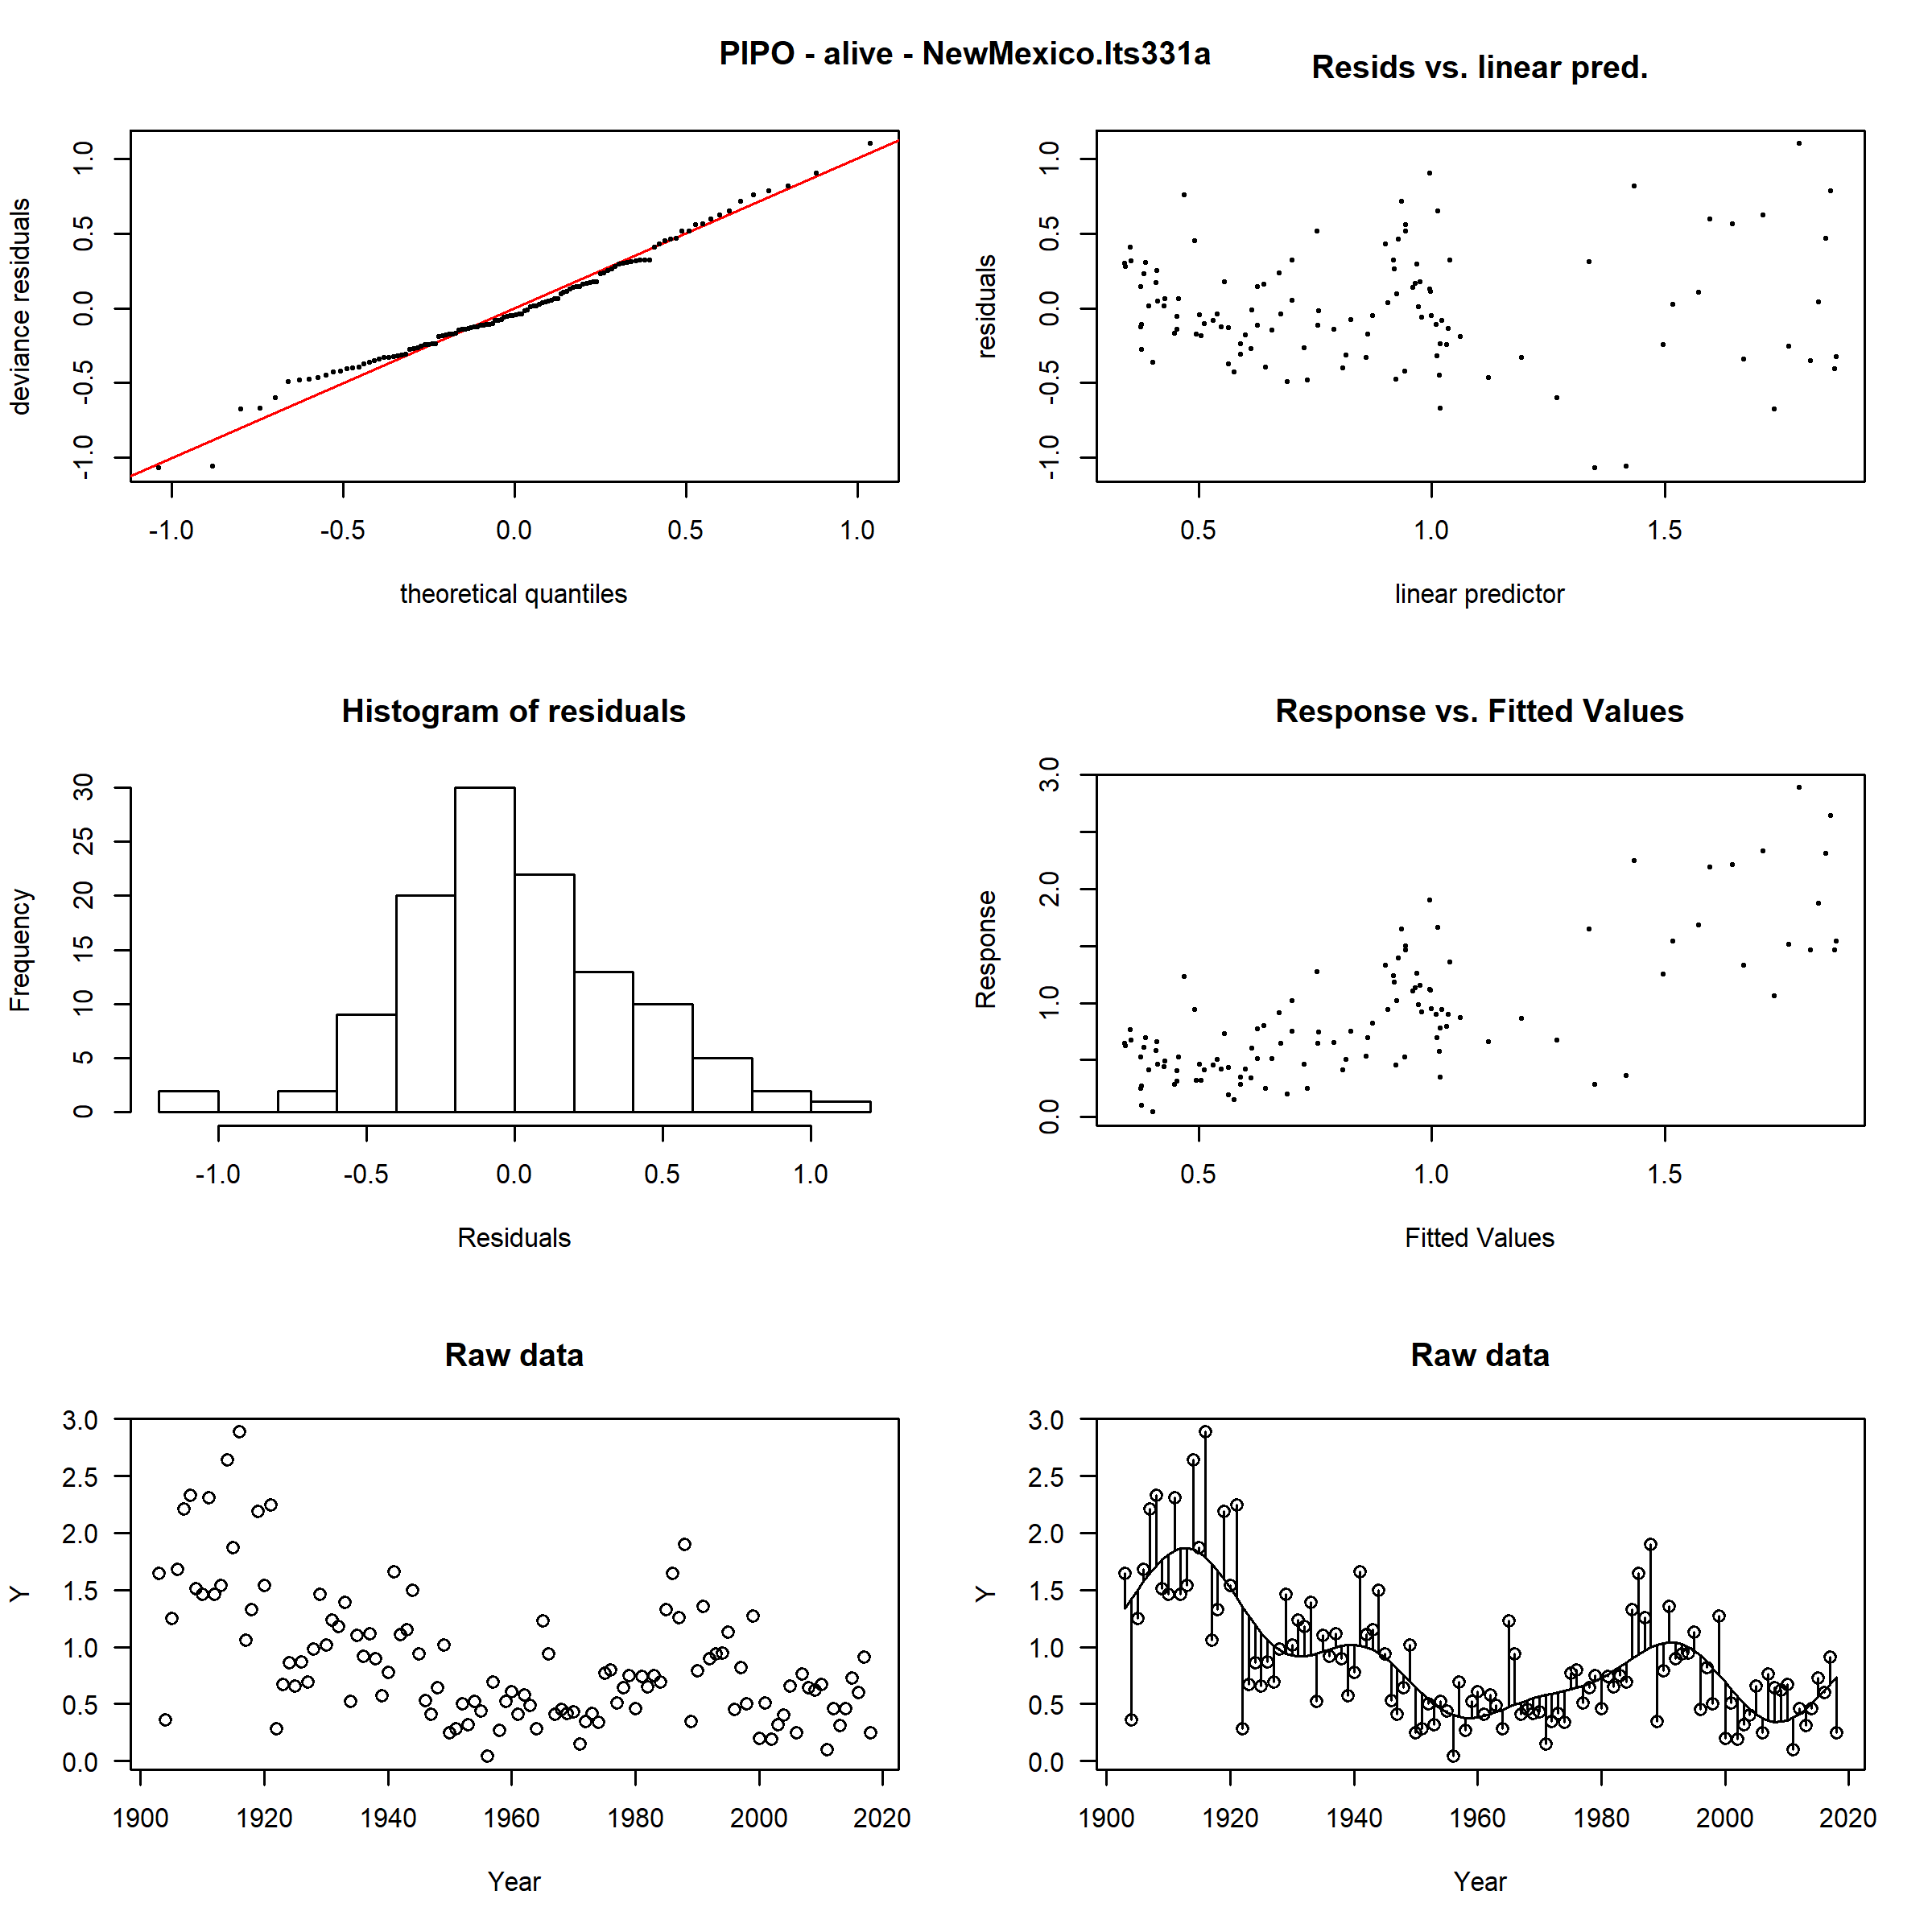 PIPO - alive - NewMexico.lts331a
Resids vs. linear pred.
deviance residuals
1.0
0.5
0.0
-0.5
-1.0
-1.0 -0.5 0.0 0.5 1.0
theoretical quantiles
residuals
1.0
0.5
0.0
-0.5
-1.0
0.5 1.0 1.5
linear predictor
Histogram of residuals
Frequency
30
25
20
15
10
5
0
-1.0 -0.5 0.0 0.5 1.0
Residuals
Response vs. Fitted Values
Response
3.0
2.0
1.0
0.0
0.5 1.0 1.5
Fitted Values
Raw data
Y
3.0
2.5
2.0
1.5
1.0
0.5
0.0
1900 1920 1940 1960 1980 2000 2020
Year
Raw data
Y
3.0
2.5
2.0
1.5
1.0
0.5
0.0
1900 1920 1940 1960 1980 2000 2020
Year